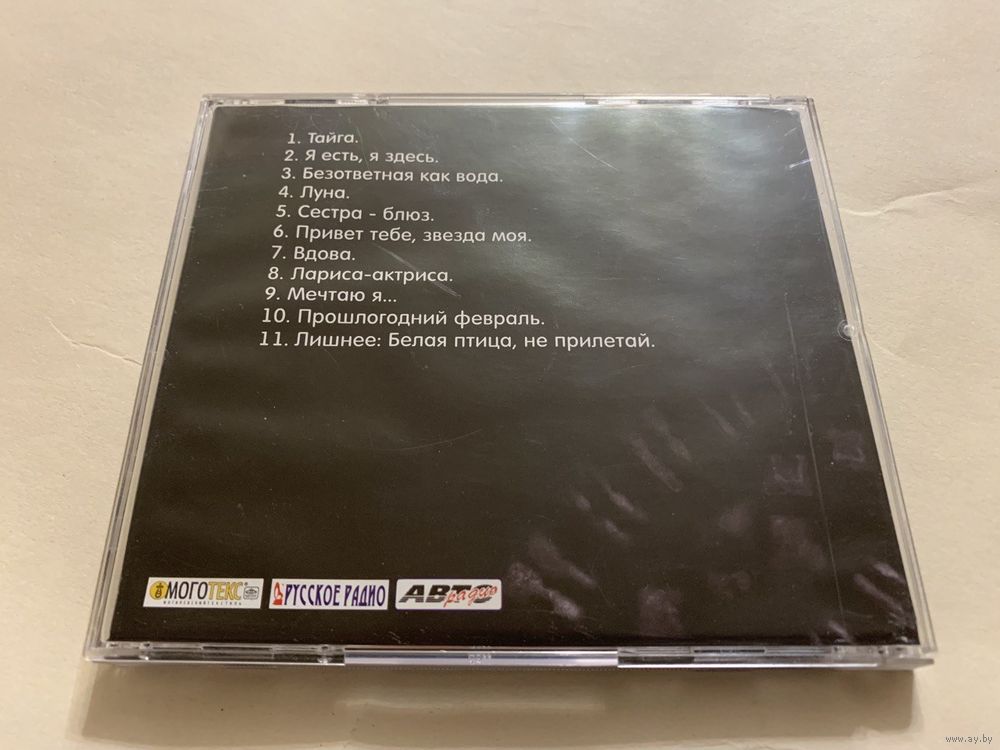 1. Тайга.
2. Я есть, я здесь.
3. Безответная как вода.
4. Луна.
5. Сестра - блюз.
6. Привет тебе, звезда моя.
7. Вдова.
8. Лариса-актриса.
9. Мечтаю я...
10. Прошлогодний февраль.
11. Лишнее: Белая птица, не прилетай.
МОГОТЕКС
РУССКОЕ РАДИО
АВТО
радио
www.ay.by